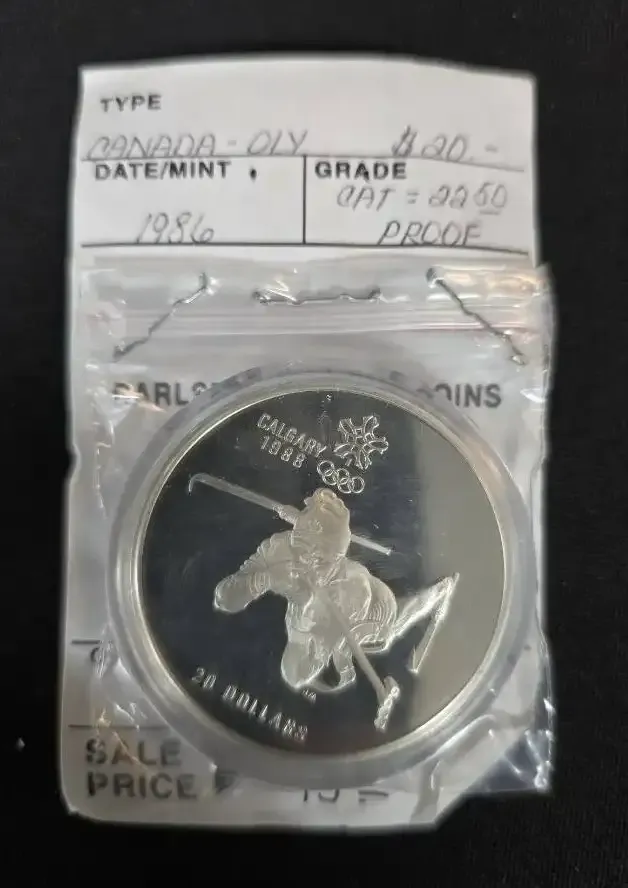 TYPE
CANADA - OLY $20.-
DATE/MINT GRADE
CAT = 22 50
1986 PROOF
COINS
CALGARY
1988
20 DOLLARS
SALE
PRICE